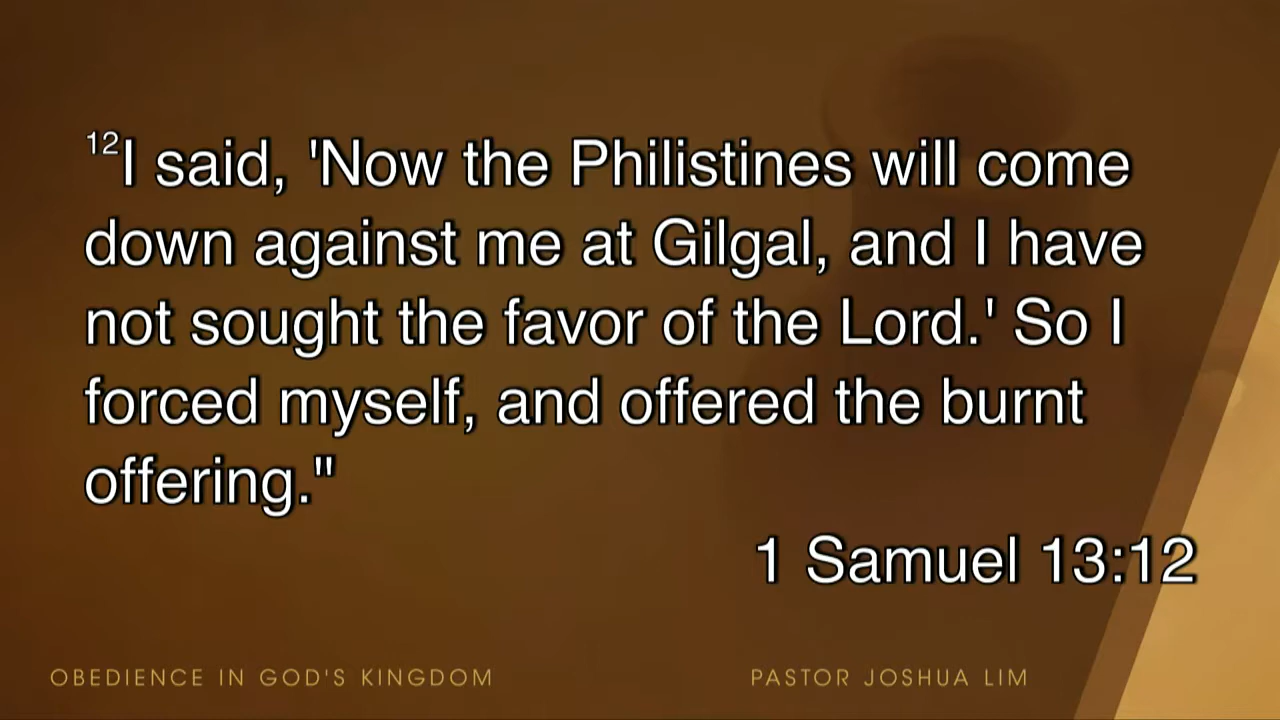 12I said, 'Now the Philistines will come
down against me at Gilgal, and I have
not sought the favor of the Lord.' So I
forced myself, and offered the burnt
offering."
1 Samuel 13:12
OBEDIENCE IN GOD'S KINGDOM
PASTOR JOSHUA LIM